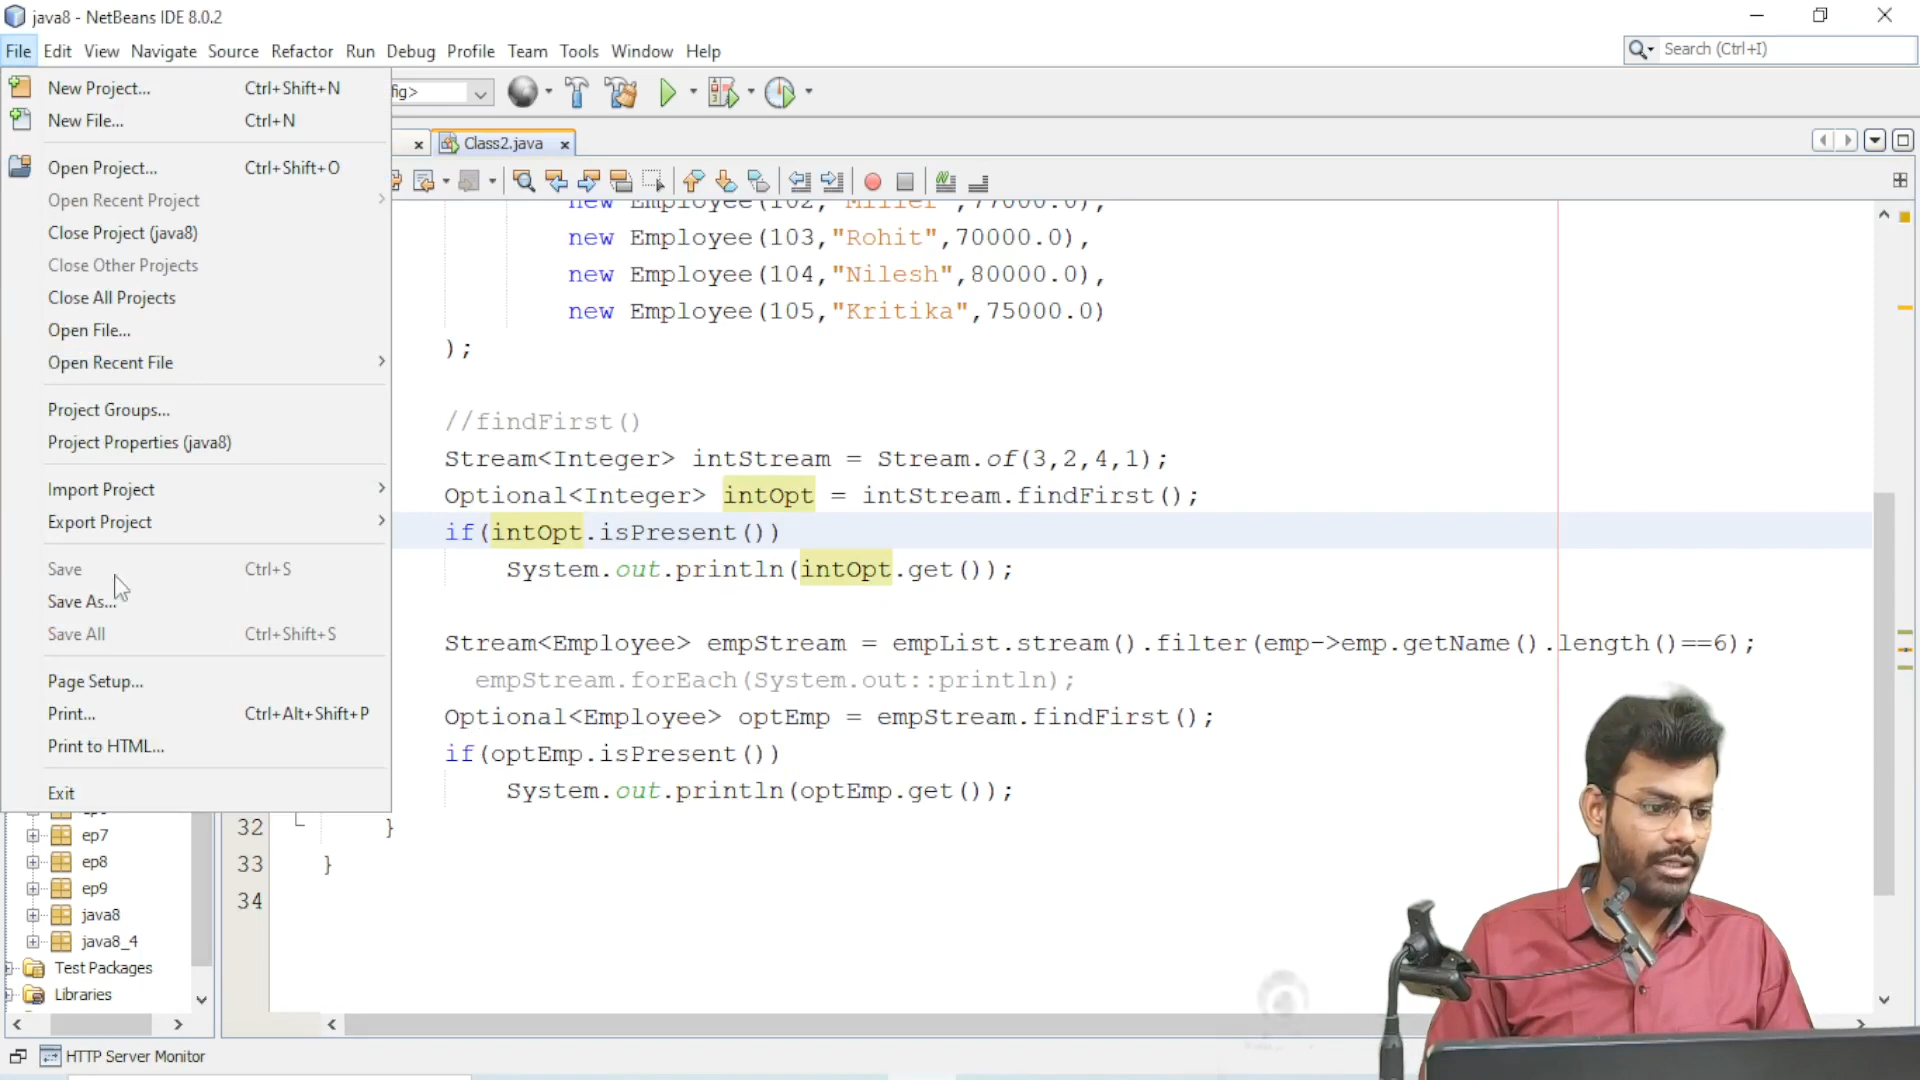 java8 - NetBeans IDE 8.0.2
File Edit View Navigate Source Refactor Run Debug Profile Team Tools Window Help
Search (Ctrl+I)
New Project... Ctrl+Shift+N
New File... Ctrl+N
Open Project... Ctrl+Shift+O
Open Recent Project
Close Project (java8)
Close Other Projects
Close All Projects
Open File...
Open Recent File
Project Groups...
Project Properties (java8)
Import Project
Export Project
Save Ctrl+S
Save As...
Save All Ctrl+Shift+S
Page Setup...
Print... Ctrl+Alt+Shift+P
Print to HTML...
Exit
fig>
Class2.java
new Employee(102,"Miller",77000.0),
new Employee(103,"Rohit",70000.0),
new Employee(104,"Nilesh",80000.0),
new Employee(105,"Kritika",75000.0)
);
//findFirst()
Stream<Integer> intStream = Stream.of(3,2,4,1);
Optional<Integer> intOpt = intStream.findFirst();
if(intOpt.isPresent())
System.out.println(intOpt.get());
Stream<Employee> empStream = empList.stream().filter(emp->emp.getName().length()==6);
empStream.forEach(System.out::println);
Optional<Employee> optEmp = empStream.findFirst();
if(optEmp.isPresent())
System.out.println(optEmp.get());
32 }
33 }
34
ep7
ep8
ep9
java8
java8_4
Test Packages
Libraries
HTTP Server Monitor